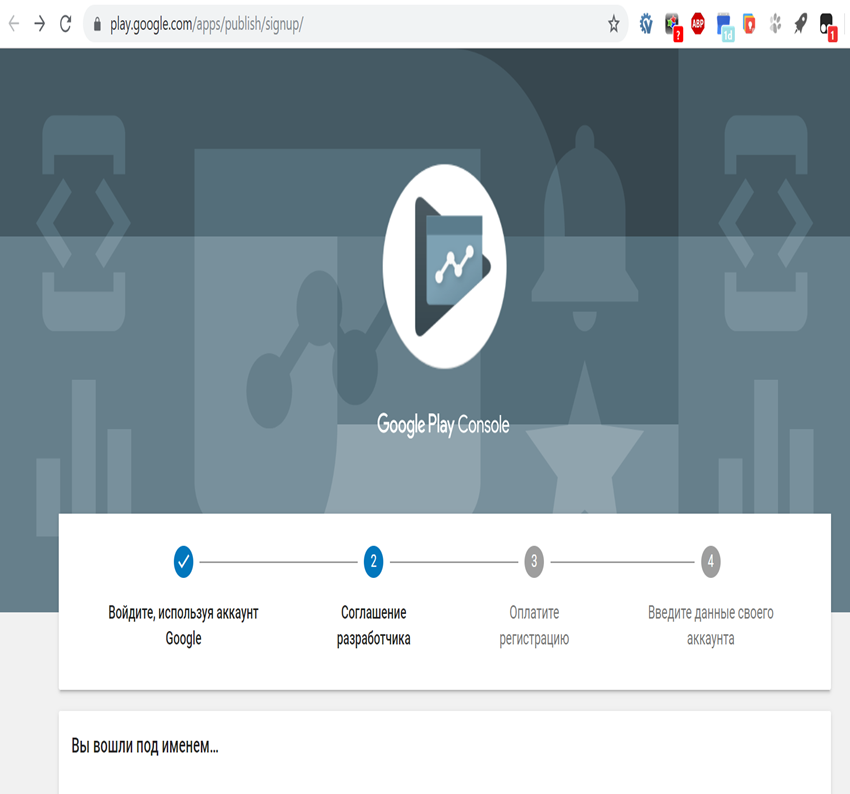 play.google.com/apps/publish/signup/
?
ABP
1d
1
Google Play Console
2
3
4
Войдите, используя аккаунт
Google
Соглашение
разработчика
Оплатите
регистрацию
Введите данные своего
аккаунта
Вы вошли под именем...